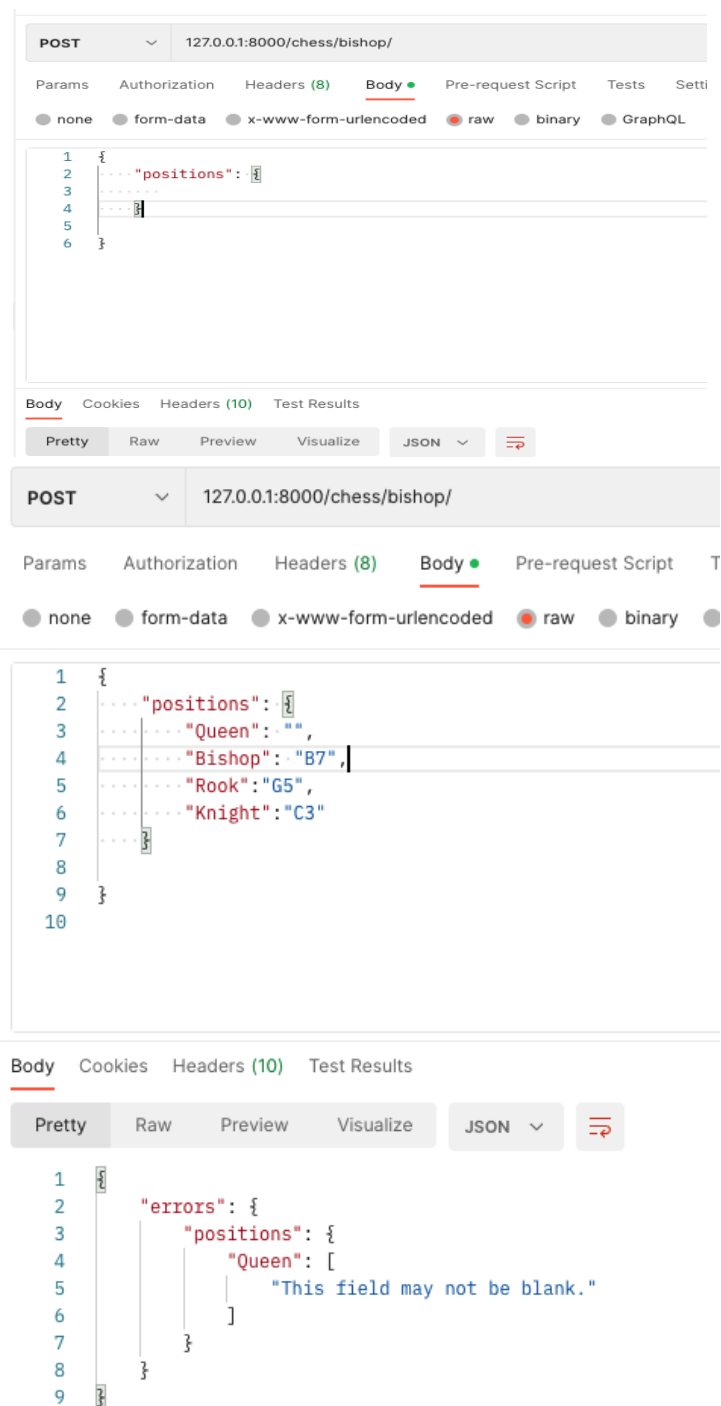 POST 127.0.0.1:8000/chess/bishop/
Params Authorization Headers (8) Body Pre-request Script Tests Setti
none form-data x-www-form-urlencoded raw binary GraphQL
1 {
2 "positions": {
3
4 }
5
6 }
Body Cookies Headers (10) Test Results
Pretty Raw Preview Visualize JSON
POST 127.0.0.1:8000/chess/bishop/
Params Authorization Headers (8) Body Pre-request Script T
none form-data x-www-form-urlencoded raw binary
1 {
2 "positions": {
3 "Queen": "",
4 "Bishop": "B7",
5 "Rook":"G5",
6 "Knight":"C3"
7 }
8
9 }
10
Body Cookies Headers (10) Test Results
Pretty Raw Preview Visualize JSON
1 {
2 "errors": {
3 "positions": {
4 "Queen": [
5 "This field may not be blank."
6 ]
7 }
8 }
9 }